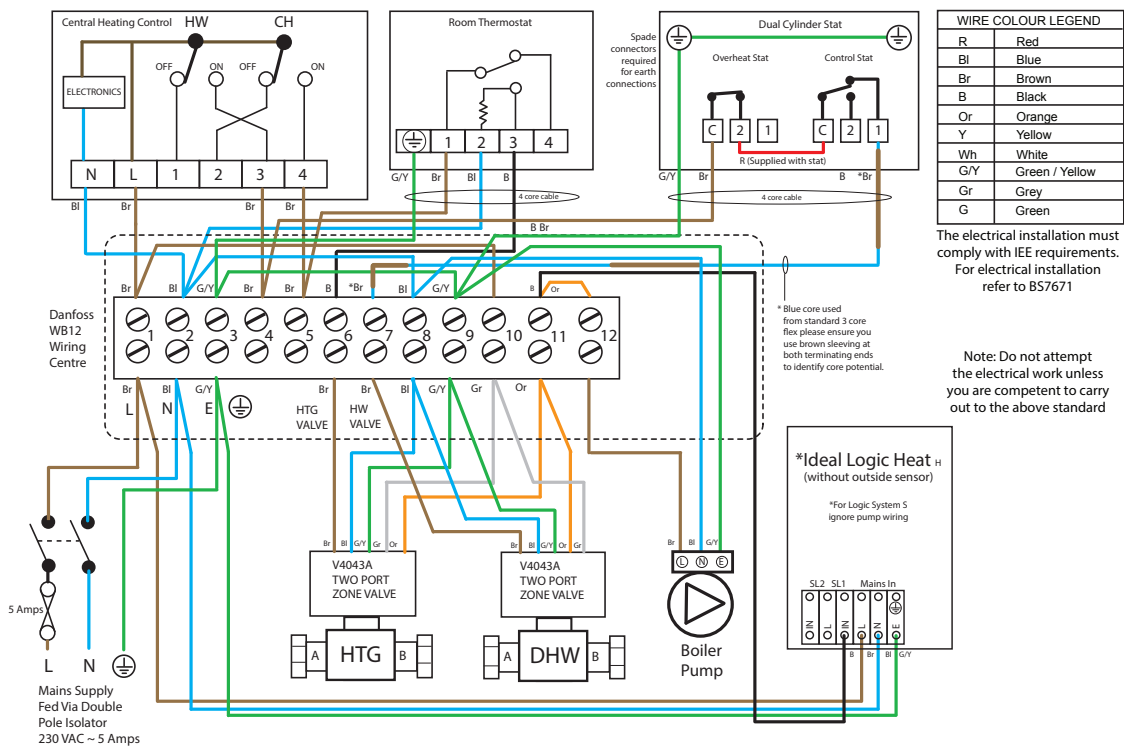 Central Heating Control
HW
CH
OFF
ON
OFF
ON
ELECTRONICS
N L 1 2 3 4
Bl
Br
Br
Br
Room Thermostat
1 2 3 4
G/Y
Br
Bl
B
4 core cable
Dual Cylinder Stat
Spade
connectors
required
for earth
connections
Overheat Stat
Control Stat
C 2 1
C 2 1
R (Supplied with stat)
G/Y
Br
B
*Br
4 core cable
WIRE COLOUR LEGEND
R Red
Bl Blue
Br Brown
B Black
Or Orange
Y Yellow
Wh White
G/Y Green / Yellow
Gr Grey
G Green
The electrical installation must
comply with IEE requirements.
For electrical installation
refer to BS7671
Note: Do not attempt
the electrical work unless
you are competent to carry
out to the above standard
B Br
Br Bl G/Y Br Br B *Br Bl G/Y B Or
Danfoss
WB12
Wiring
Centre
1 2 3 4 5 6 7 8 9 10 11 12
* Blue core used
from standard 3 core
flex please ensure you
use brown sleeving at
both terminating ends
to identify core potential.
Br Bl G/Y Br Br Bl G/Y Gr Or
L N E
HTG
VALVE
HW
VALVE
5 Amps
L N
Mains Supply
Fed Via Double
Pole Isolator
230 VAC ~ 5 Amps
Br Bl G/Y Gr Or
V4043A
TWO PORT
ZONE VALVE
A HTG B
Br Bl G/Y Or Gr
V4043A
TWO PORT
ZONE VALVE
A DHW B
Br Bl G/Y
L N E
Boiler
Pump
*Ideal Logic Heat H
(without outside sensor)
*For Logic System S
ignore pump wiring
SL2 SL1 Mains In
IN L IN L N E
B Br Bl G/Y